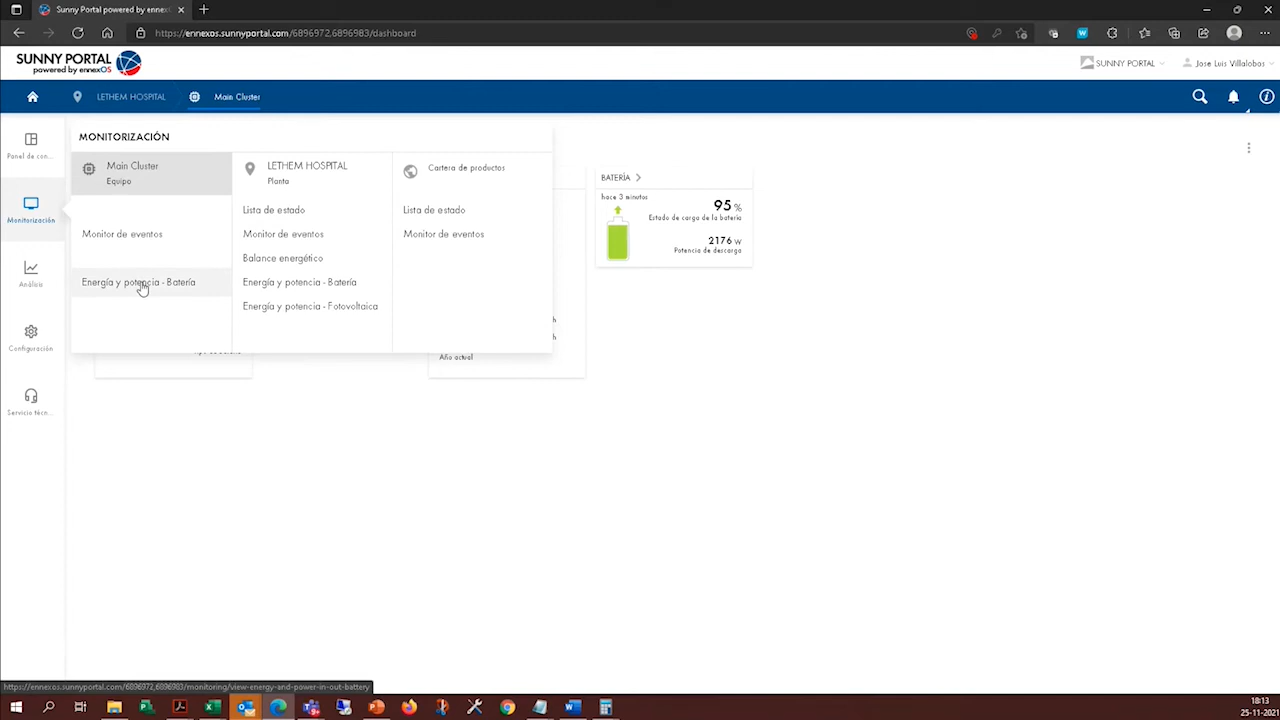 Sunny Portal powered by ennex
https://ennexos.sunnyportal.com/6896972,6896983/dashboard
SUNNY PORTAL
powered by ennexOS
SUNNY PORTAL
Jose Luis Villalobos
LETHEM HOSPITAL
Main Cluster
Panel de con...
Monitorización
Análisis
Configuración
Servicio técn...
MONITORIZACIÓN
Main Cluster
Equipo
Monitor de eventos
Energía y potencia - Batería
LETHEM HOSPITAL
Planta
Lista de estado
Monitor de eventos
Balance energético
Energía y potencia - Batería
Energía y potencia - Fotovoltaica
Cartera de productos
Lista de estado
Monitor de eventos
BATERÍA
hace 3 minutos
95 %
Estado de carga de la batería
2176 W
Potencia de descarga
Año actual
https://ennexos.sunnyportal.com/6896972,6896983/monitoring/view-energy-and-power-in-out-battery
18:13
25-11-2021